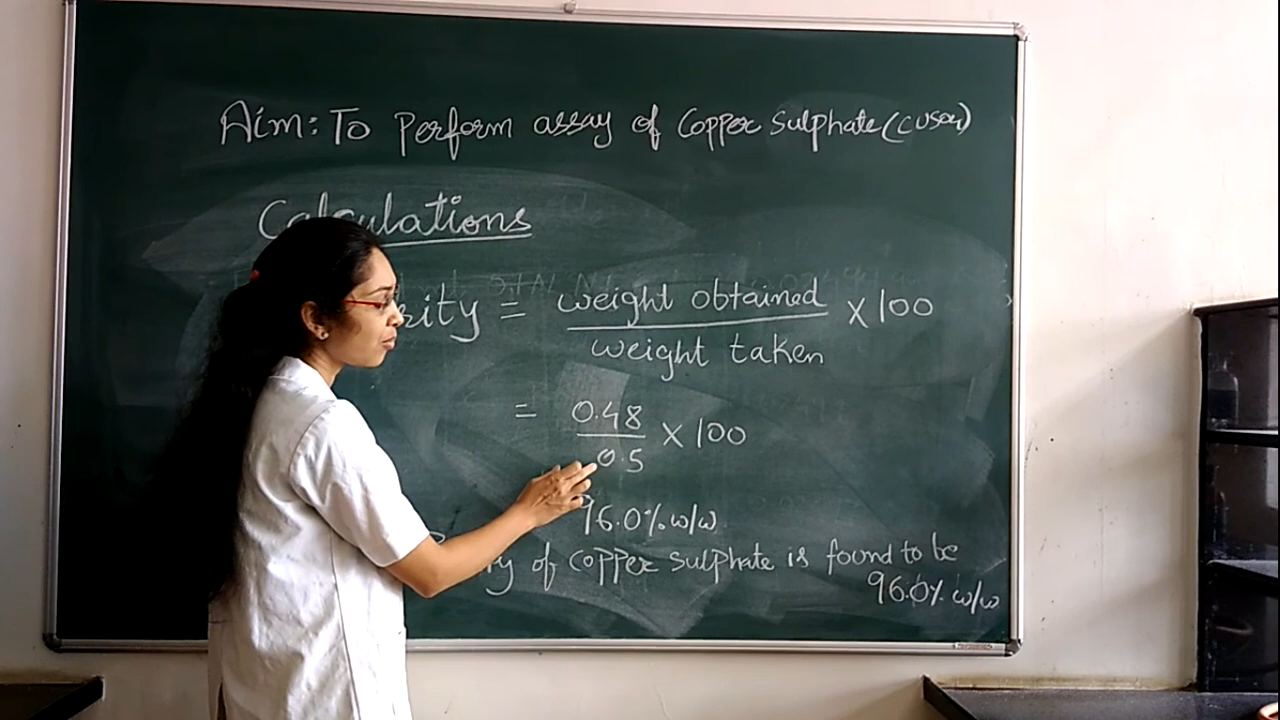 Aim: To Perform assay of Copper Sulphate (CuSO4)
Calculations
rity = weight obtained / weight taken × 100
= 0.48 / 0.5 × 100
96.0% w/w
of Copper Sulphate is found to be
96.0% w/w